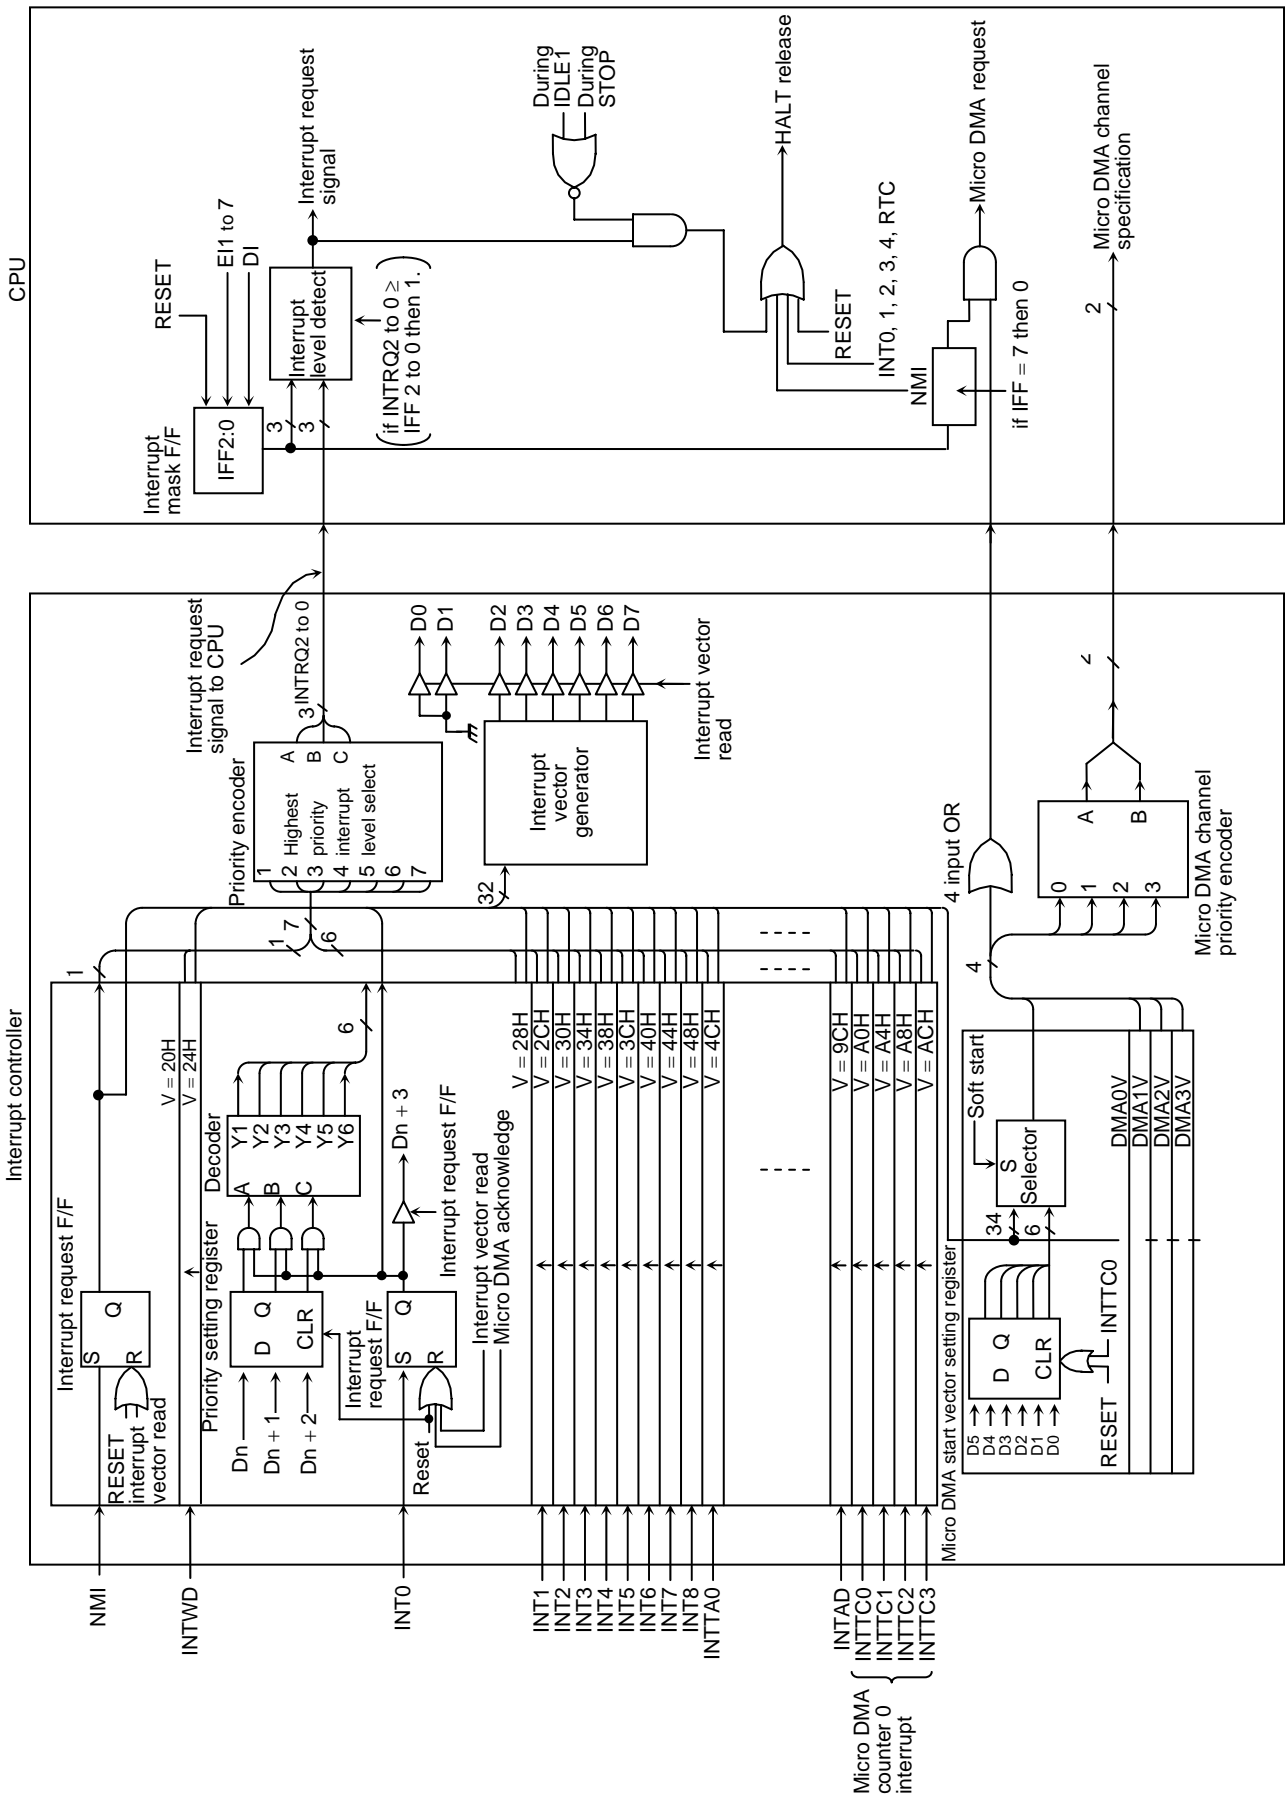 Interrupt controller
CPU
NMI
INTWD
INT0
INT1
INT2
INT3
INT4
INT5
INT6
INT7
INT8
INTTA0
INTAD
INTTC0
INTTC1
INTTC2
INTTC3
Micro DMA
counter 0
interrupt
Interrupt request F/F
S
Q
R
RESET
interrupt
vector read
V = 20H
V = 24H
1
Priority setting register
Dn
Dn + 1
Dn + 2
D Q
CLR
Decoder
A
B
C
Y1
Y2
Y3
Y4
Y5
Y6
6
Interrupt
request F/F
S
Q
R
Reset
Dn + 3
Interrupt request F/F
Interrupt vector read
Micro DMA acknowledge
V = 28H
V = 2CH
V = 30H
V = 34H
V = 38H
V = 3CH
V = 40H
V = 44H
V = 48H
V = 4CH
V = 9CH
V = A0H
V = A4H
V = A8H
V = ACH
1
7
6
Priority encoder
1
2
3
4
5
6
7
Highest
priority
interrupt
level select
A
B
C
3
INTRQ2 to 0
Interrupt request
signal to CPU
32
Interrupt
vector
generator
D0
D1
D2
D3
D4
D5
D6
D7
Interrupt vector
read
Micro DMA start vector setting register
D5
D4
D3
D2
D1
D0
D Q
CLR
RESET
INTTC0
34
6
S
Selector
Soft start
DMA0V
DMA1V
DMA2V
DMA3V
4
4 input OR
0
1
2
3
A
B
Micro DMA channel
priority encoder
2
Interrupt
mask F/F
IFF2:0
RESET
EI1 to 7
DI
3
3
Interrupt
level detect
if INTRQ2 to 0 ≥
IFF 2 to 0 then 1.
Interrupt request
signal
During
IDLE1
During
STOP
HALT release
RESET
INT0, 1, 2, 3, 4, RTC
NMI
if IFF = 7 then 0
Micro DMA request
2
Micro DMA channel
specification